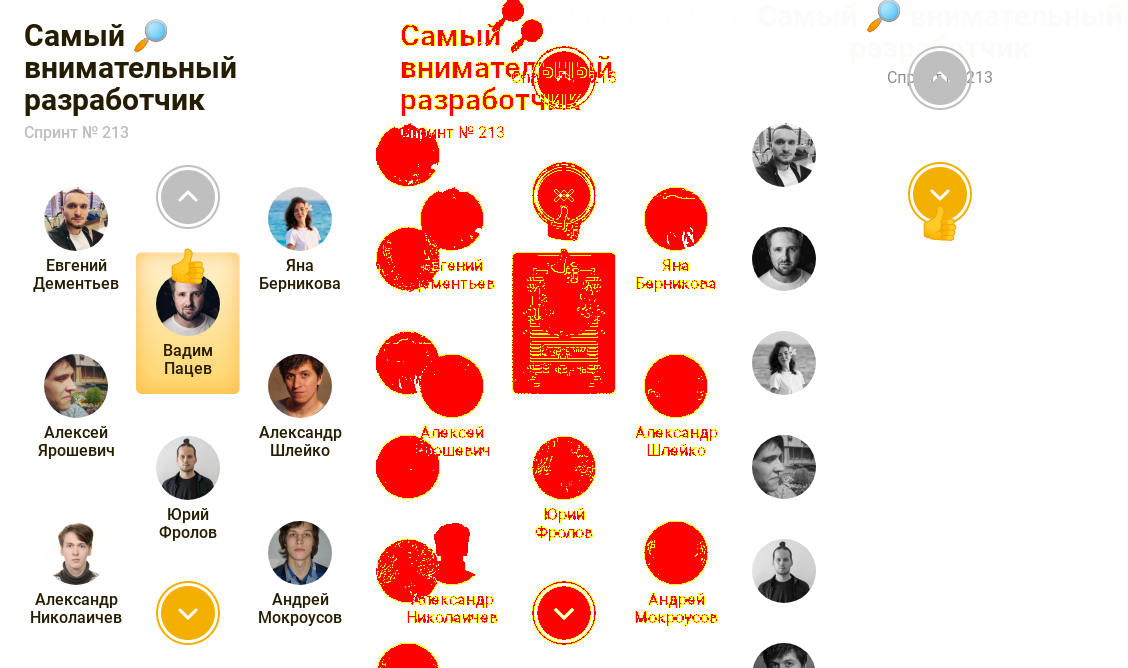 Самый
внимательный
разработчик
Спринт № 213
Евгений
Дементьев
Вадим
Пацев
Яна
Берникова
Алексей
Ярошевич
Александр
Шлейко
Юрий
Фролов
Александр
Николаичев
Андрей
Мокроусов
Самый
внимательный
разработчик
Спринт № 213
Евгений
Дементьев
Яна
Берникова
Алексей
Ярошевич
Александр
Шлейко
Юрий
Фролов
Александр
Николаичев
Андрей
Мокроусов
Самый внимательный
разработчик
213